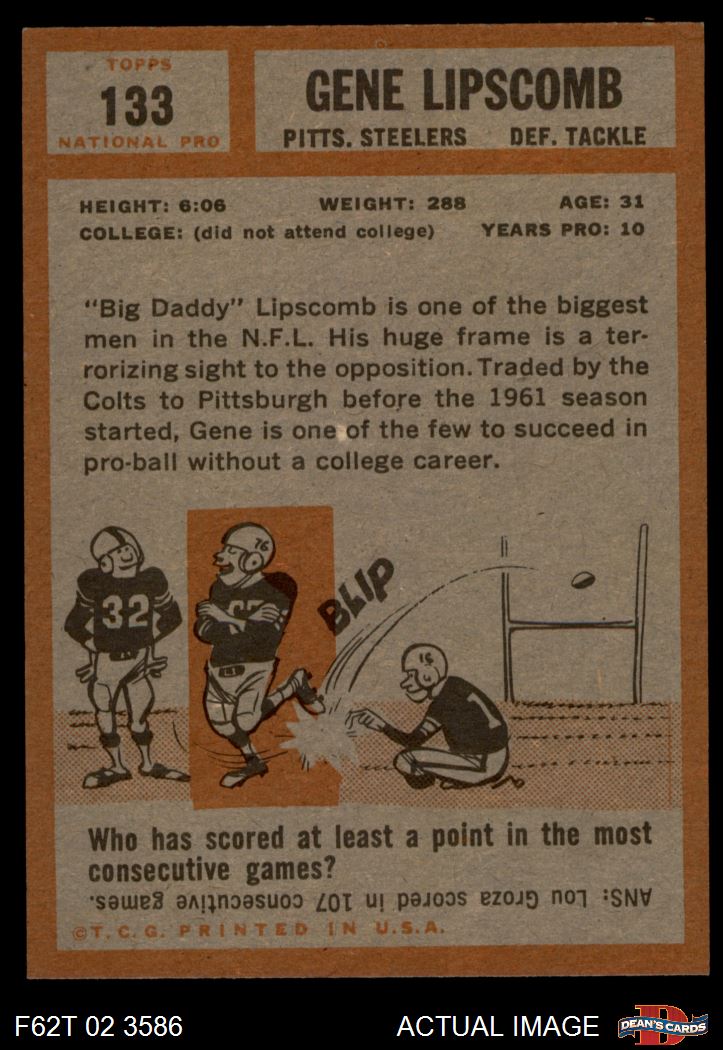 TOPPS
133
NATIONAL PRO
GENE LIPSCOMB
PITTS. STEELERS DEF. TACKLE
HEIGHT: 6:06 WEIGHT: 288 AGE: 31
COLLEGE: (did not attend college) YEARS PRO: 10
"Big Daddy" Lipscomb is one of the biggest
men in the N.F.L. His huge frame is a ter-
rorizing sight to the opposition. Traded by the
Colts to Pittsburgh before the 1961 season
started, Gene is one of the few to succeed in
pro-ball without a college career.
76
32
BLIP
15
1
Who has scored at least a point in the most
consecutive games?
ANS: Lou Groza scored in 107 consecutive games.
©T.C.G. PRINTED IN U.S.A.
F62T 02 3586 ACTUAL IMAGE
D
DEAN'S CARDS